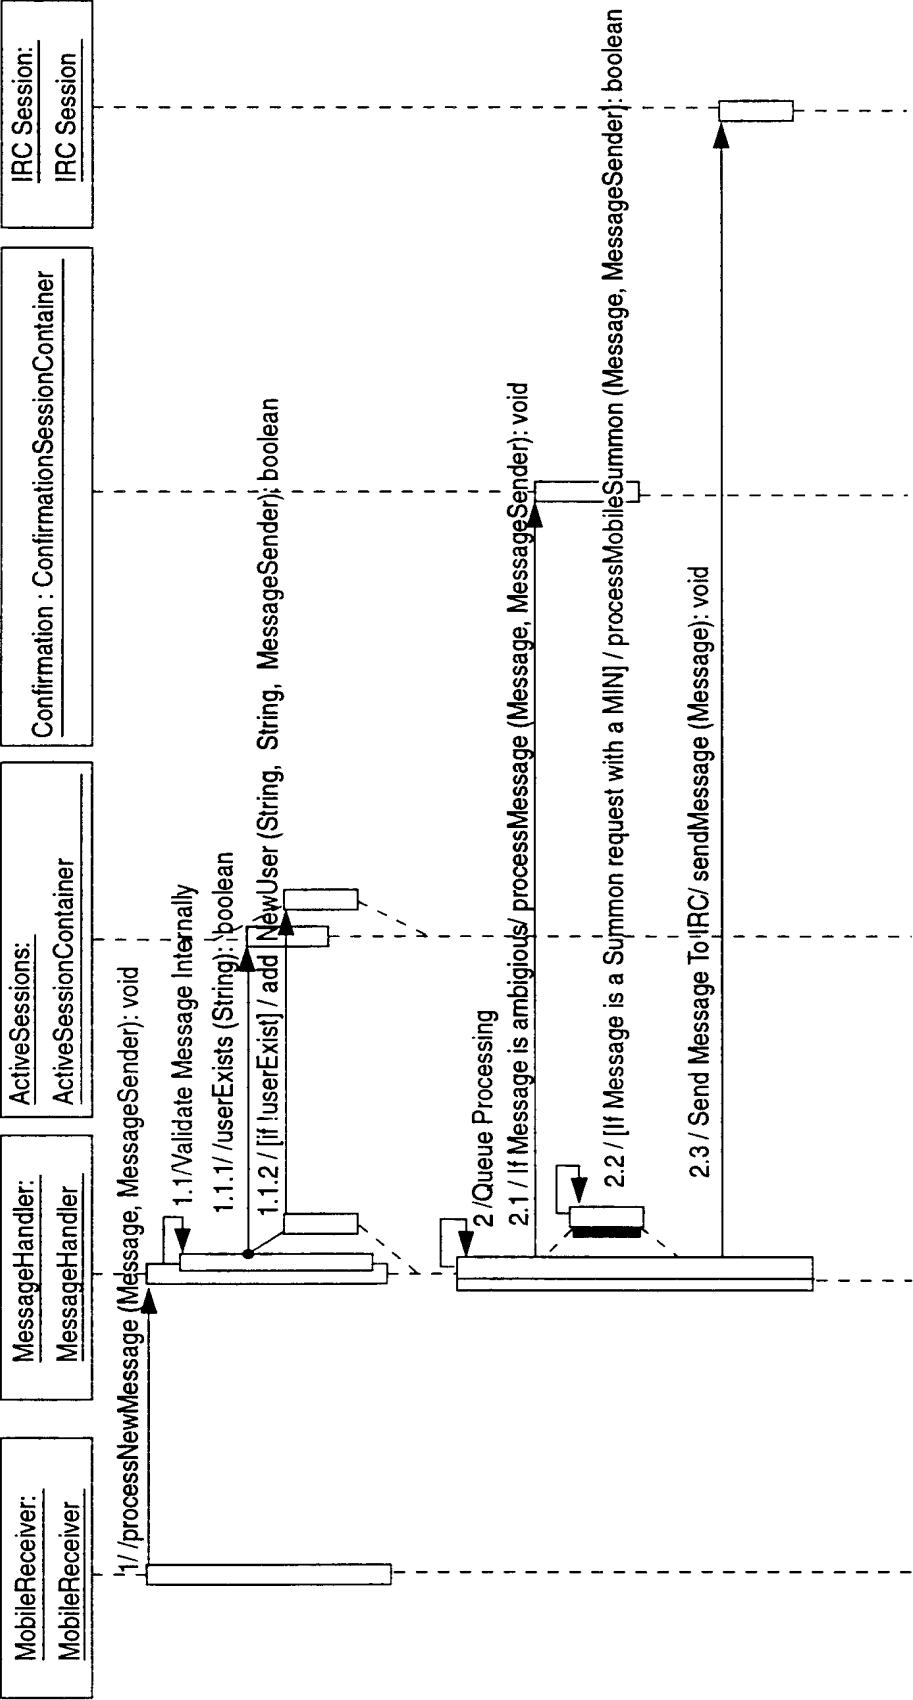 MobileReceiver:
MobileReceiver
MessageHandler:
MessageHandler
ActiveSessions:
ActiveSessionContainer
Confirmation : ConfirmationSessionContainer
IRC Session:
IRC Session
1/ /processNewMessage (Message, MessageSender): void
1.1/Validate Message Internally
1.1.1/ /userExists (String) : boolean
1.1.2 / [if !userExist] / add NewUser (String, String, MessageSender): boolean
2 /Queue Processing
2.1 / If Message is ambigious/ processMessage (Message, MessageSender): void
2.2 / [If Message is a Summon request with a MIN] / processMobileSummon (Message, MessageSender): boolean
2.3 / Send Message To IRC/ sendMessage (Message): void